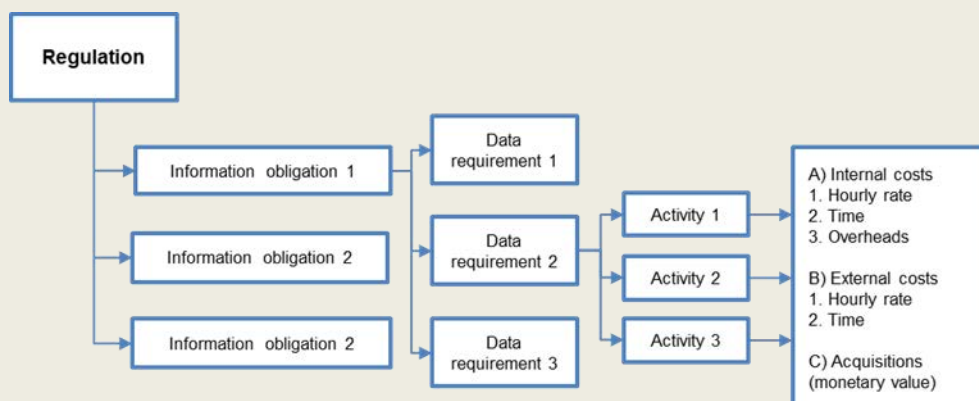 Regulation
Information obligation 1
Information obligation 2
Information obligation 2
Data
requirement 1
Data
requirement 2
Data
requirement 3
Activity 1
Activity 2
Activity 3
A) Internal costs
1. Hourly rate
2. Time
3. Overheads
B) External costs
1. Hourly rate
2. Time
C) Acquisitions
(monetary value)